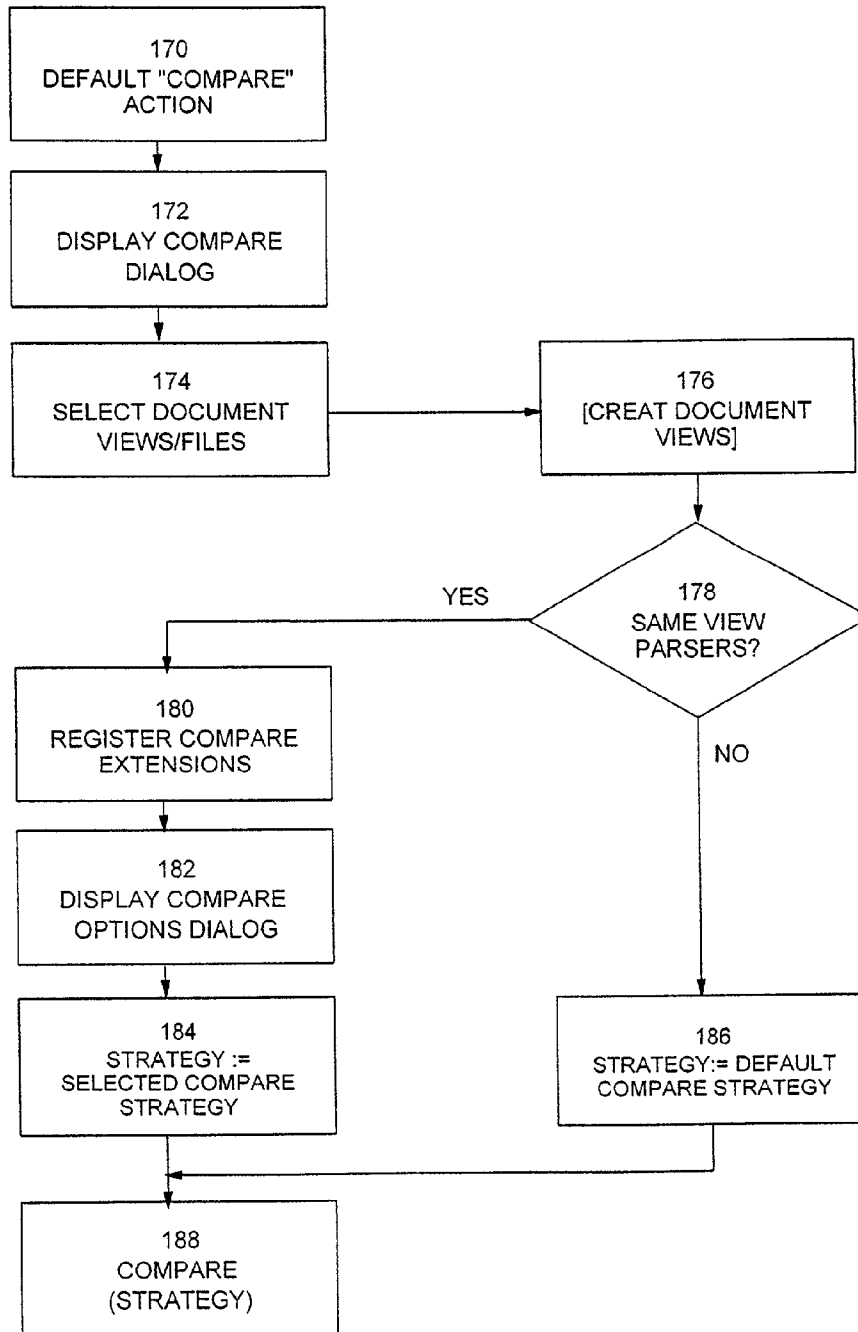 170
DEFAULT "COMPARE"
ACTION
172
DISPLAY COMPARE
DIALOG
174
SELECT DOCUMENT
VIEWS/FILES
176
[CREAT DOCUMENT
VIEWS]
178
SAME VIEW
PARSERS?
YES
NO
180
REGISTER COMPARE
EXTENSIONS
182
DISPLAY COMPARE
OPTIONS DIALOG
184
STRATEGY :=
SELECTED COMPARE
STRATEGY
186
STRATEGY:= DEFAULT
COMPARE STRATEGY
188
COMPARE
(STRATEGY)